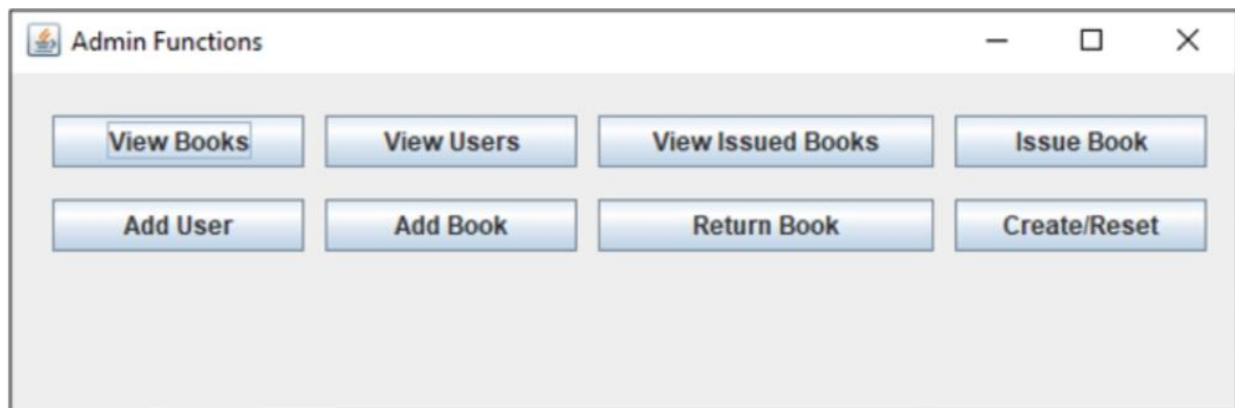 Admin Functions
View Books View Users View Issued Books Issue Book
Add User Add Book Return Book Create/Reset